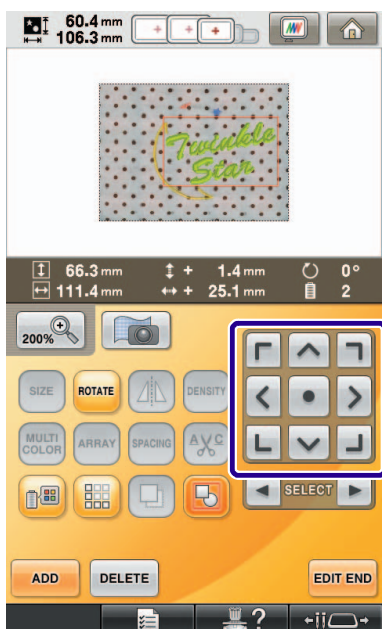 60.4 mm
106.3 mm
Twinkle
Star
66.3 mm + 1.4 mm 0°
111.4 mm + 25.1 mm 2
200%
SIZE ROTATE DENSITY
MULTI COLOR ARRAY SPACING A
SELECT
ADD DELETE EDIT END
?